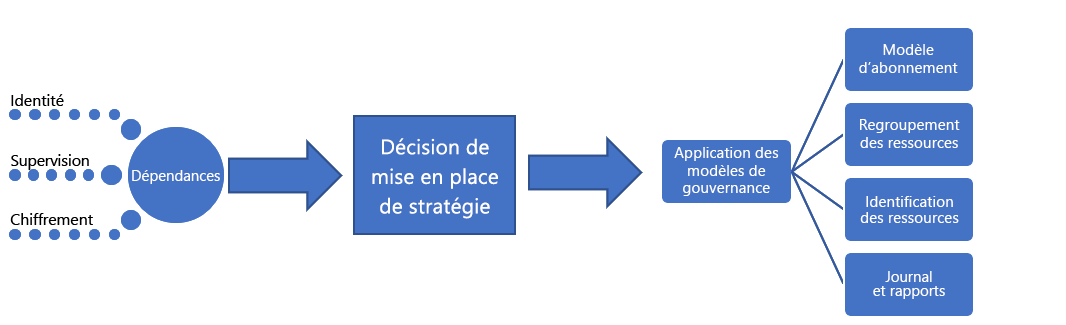 Identité
Supervision
Chiffrement
Dépendances
Décision de
mise en place
de stratégie
Application des
modèles de
gouvernance
Modèle
d'abonnement
Regroupement
des ressources
Identification
des ressources
Journal
et rapports